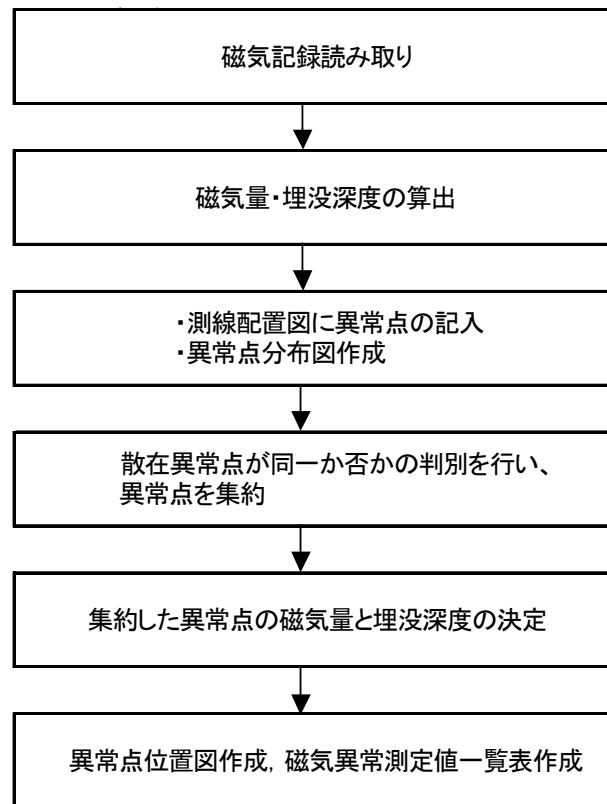 磁気記録読み取り
磁気量・埋没深度の算出
・測線配置図に異常点の記入
・異常点分布図作成
散在異常点が同一か否かの判別を行い、
異常点を集約
集約した異常点の磁気量と埋没深度の決定
異常点位置図作成, 磁気異常測定値一覧表作成